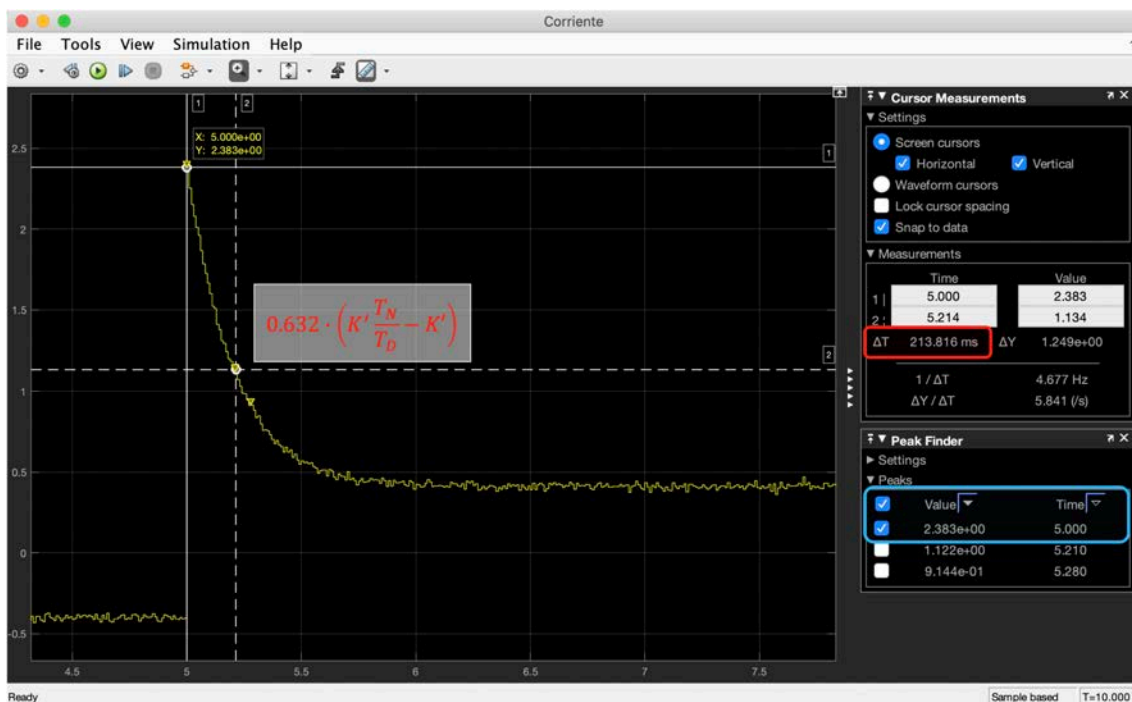 Corriente
File Tools View Simulation Help
1 2
X: 5.000e+00
Y: 2.383e+00
1
2.5
2
1.5
0.632 · (K' T_N/T_D − K')
2
1
0.5
0
-0.5
4.5 5 5.5 6 6.5 7 7.5
Cursor Measurements
Settings
Screen cursors
Horizontal Vertical
Waveform cursors
Lock cursor spacing
Snap to data
Measurements
Time Value
1 | 5.000 2.383
2 ¦ 5.214 1.134
ΔT 213.816 ms ΔY 1.249e+00
1 / ΔT 4.677 Hz
ΔY / ΔT 5.841 (/s)
Peak Finder
Settings
Peaks
Value Time
2.383e+00 5.000
1.122e+00 5.210
9.144e-01 5.280
Ready Sample based T=10.000